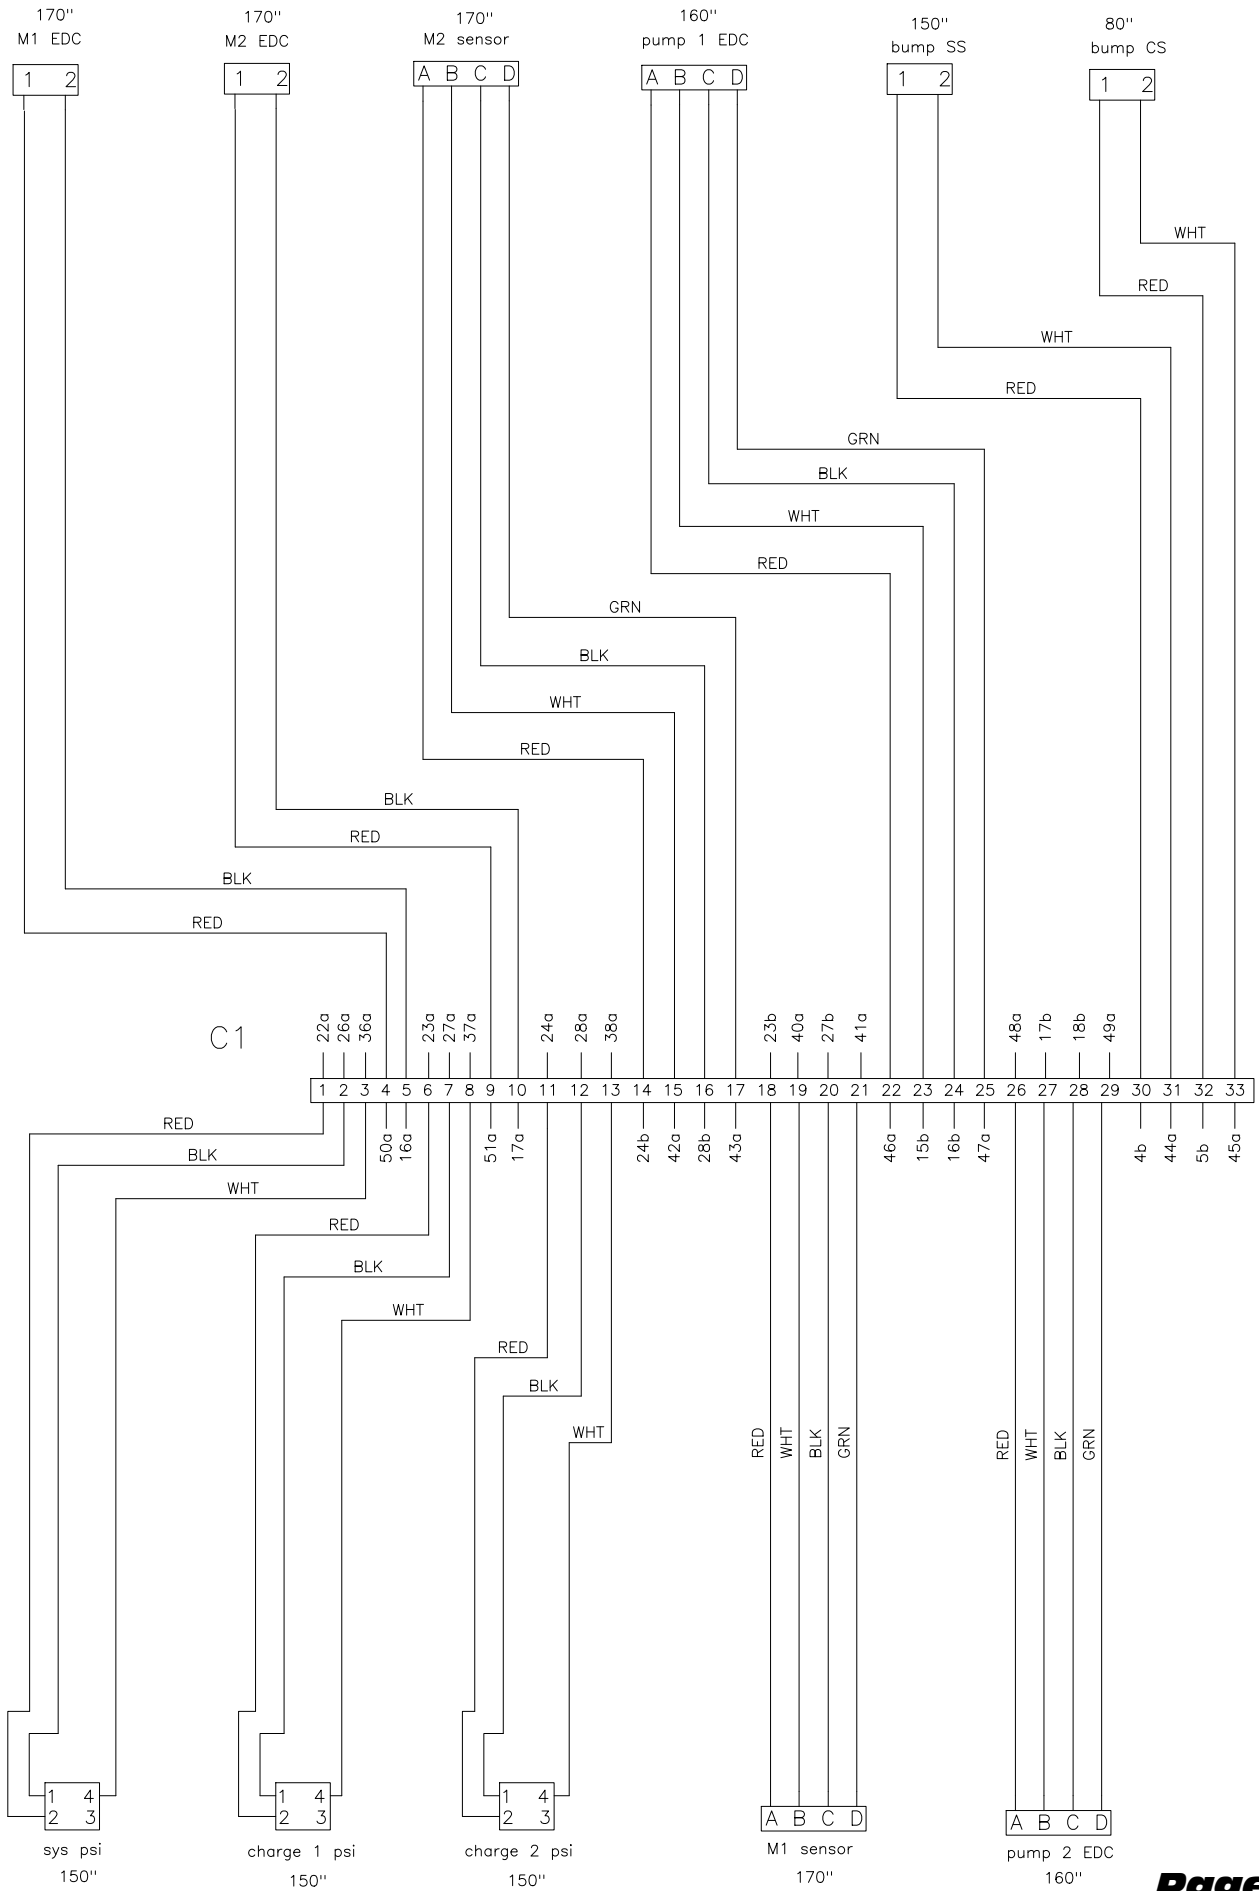 170" 170" 170" 160" 150" 80"
M1 EDC M2 EDC M2 sensor pump 1 EDC bump SS bump CS
1 2 1 2 A B C D A B C D 1 2 1 2
WHT
RED
WHT
RED
GRN
BLK
WHT
RED
GRN
BLK
WHT
RED
BLK
RED
BLK
RED
C1
22a 26a 36a 23a 27a 37a 24a 28a 38a 23b 40a 27b 41a 48a 17b 18b 49a
1 2 3 4 5 6 7 8 9 10 11 12 13 14 15 16 17 18 19 20 21 22 23 24 25 26 27 28 29 30 31 32 33
50a 16a 51a 17a 24b 42a 28b 43a 46a 15b 16b 47a 4b 44a 5b 45a
RED
BLK
WHT
RED
BLK
WHT
RED
BLK
WHT
RED WHT BLK GRN RED WHT BLK GRN
1 4 1 4 1 4
2 3 2 3 2 3
A B C D A B C D
sys psi charge 1 psi charge 2 psi M1 sensor pump 2 EDC
150" 150" 150" 170" 160"
Page